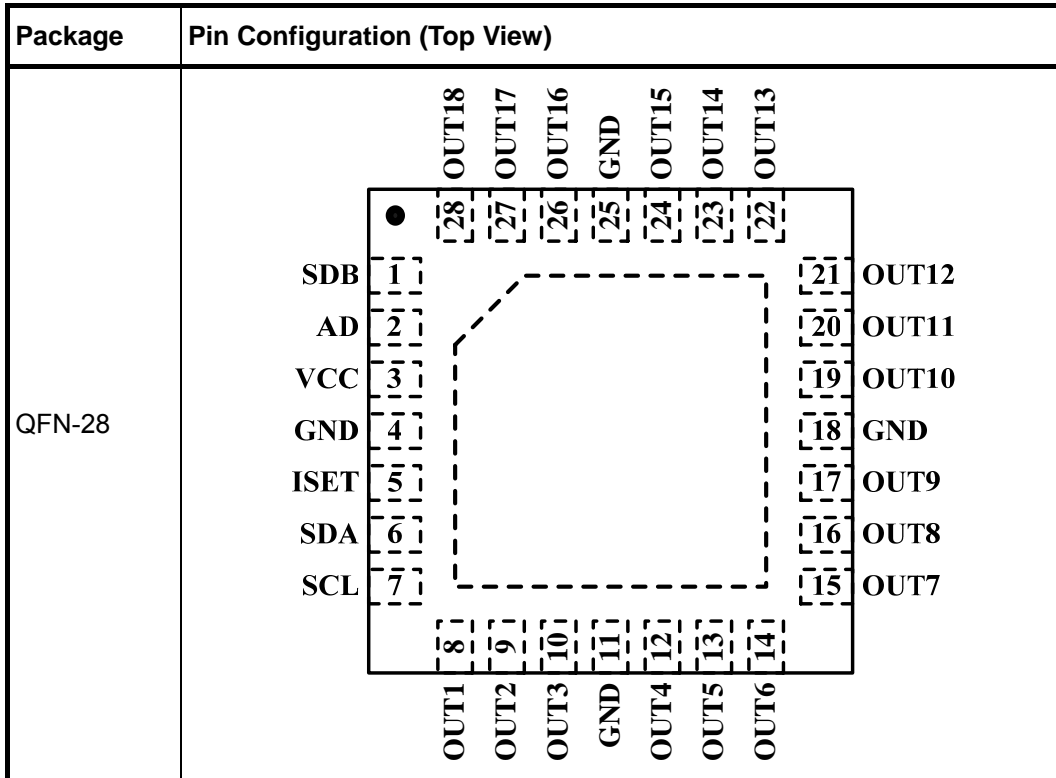 Package
Pin Configuration (Top View)
QFN-28
OUT18
OUT17
OUT16
GND
OUT15
OUT14
OUT13
28
27
26
25
24
23
22
SDB 1
AD 2
VCC 3
GND 4
ISET 5
SDA 6
SCL 7
21 OUT12
20 OUT11
19 OUT10
18 GND
17 OUT9
16 OUT8
15 OUT7
8
9
10
11
12
13
14
OUT1
OUT2
OUT3
GND
OUT4
OUT5
OUT6